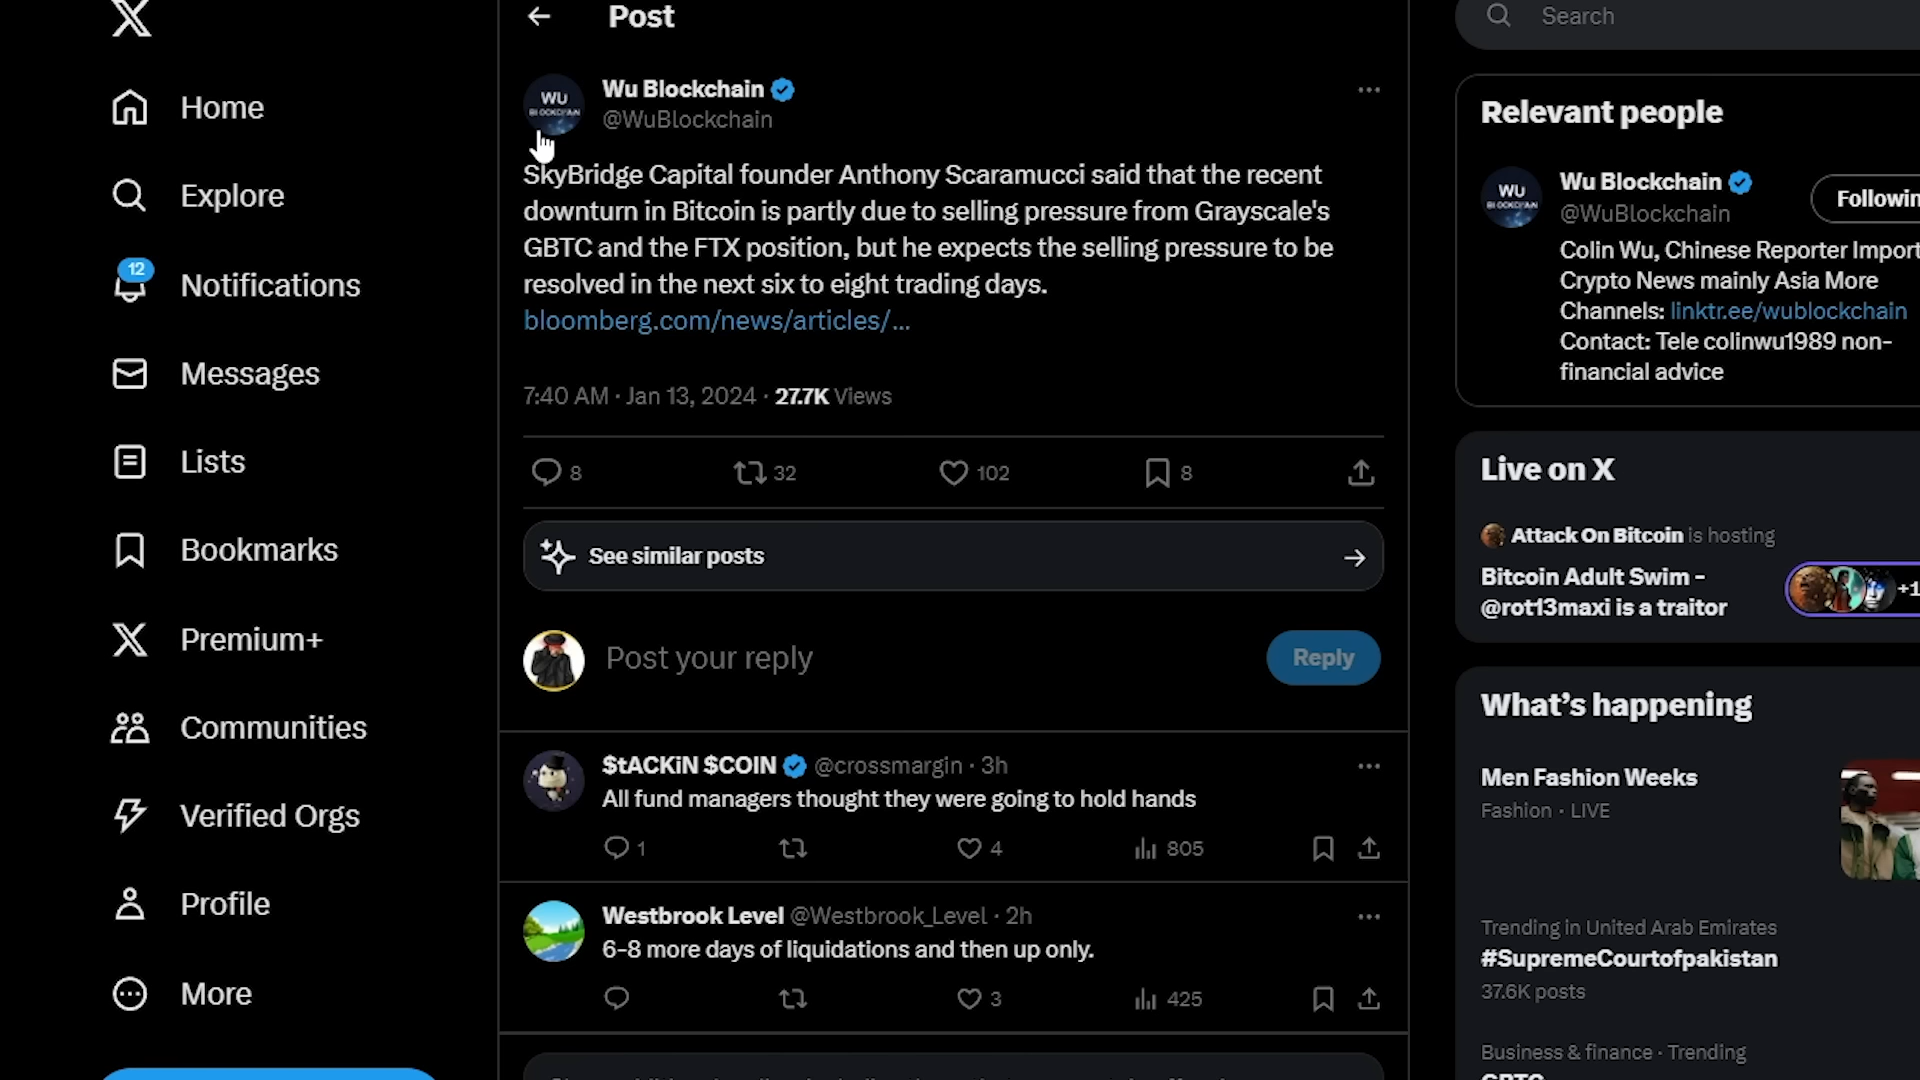 Home
Explore
12
Notifications
Messages
Lists
Bookmarks
Premium+
Communities
Verified Orgs
Profile
More
Post
WU
BLOCKCHAIN
Wu Blockchain
@WuBlockchain
SkyBridge Capital founder Anthony Scaramucci said that the recent
downturn in Bitcoin is partly due to selling pressure from Grayscale's
GBTC and the FTX position, but he expects the selling pressure to be
resolved in the next six to eight trading days.
bloomberg.com/news/articles/...
7:40 AM · Jan 13, 2024 · 27.7K Views
8 32 102 8
See similar posts
Post your reply
Reply
$tACKiN $COIN @crossmargin · 3h
All fund managers thought they were going to hold hands
1 4 805
Westbrook Level @Westbrook_Level · 2h
6-8 more days of liquidations and then up only.
3 425
Search
Relevant people
WU
BLOCKCHAIN
Wu Blockchain
@WuBlockchain
Followin
Colin Wu, Chinese Reporter Import
Crypto News mainly Asia More
Channels: linktr.ee/wublockchain
Contact: Tele colinwu1989 non-
financial advice
Live on X
Attack On Bitcoin is hosting
Bitcoin Adult Swim -
@rot13maxi is a traitor
+1
What's happening
Men Fashion Weeks
Fashion · LIVE
Trending in United Arab Emirates
#SupremeCourtofpakistan
37.6K posts
Business & finance · Trending
GBTC